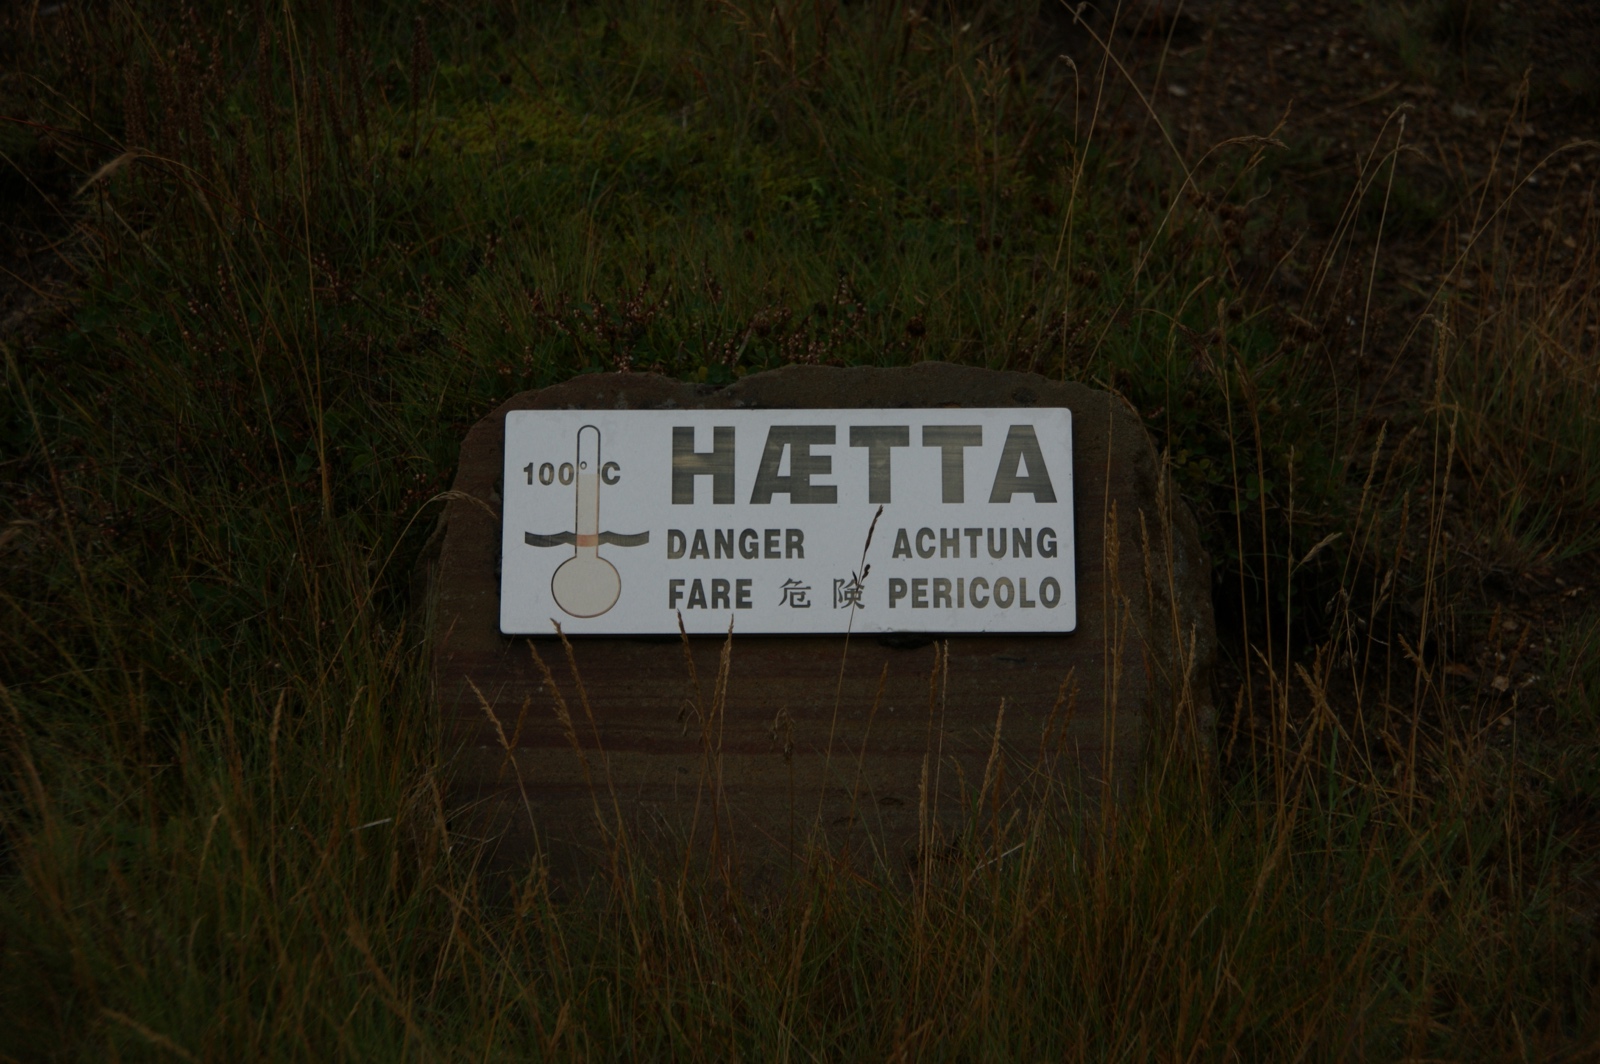 100° C
HÆTTA
DANGER ACHTUNG
FARE 危険 PERICOLO